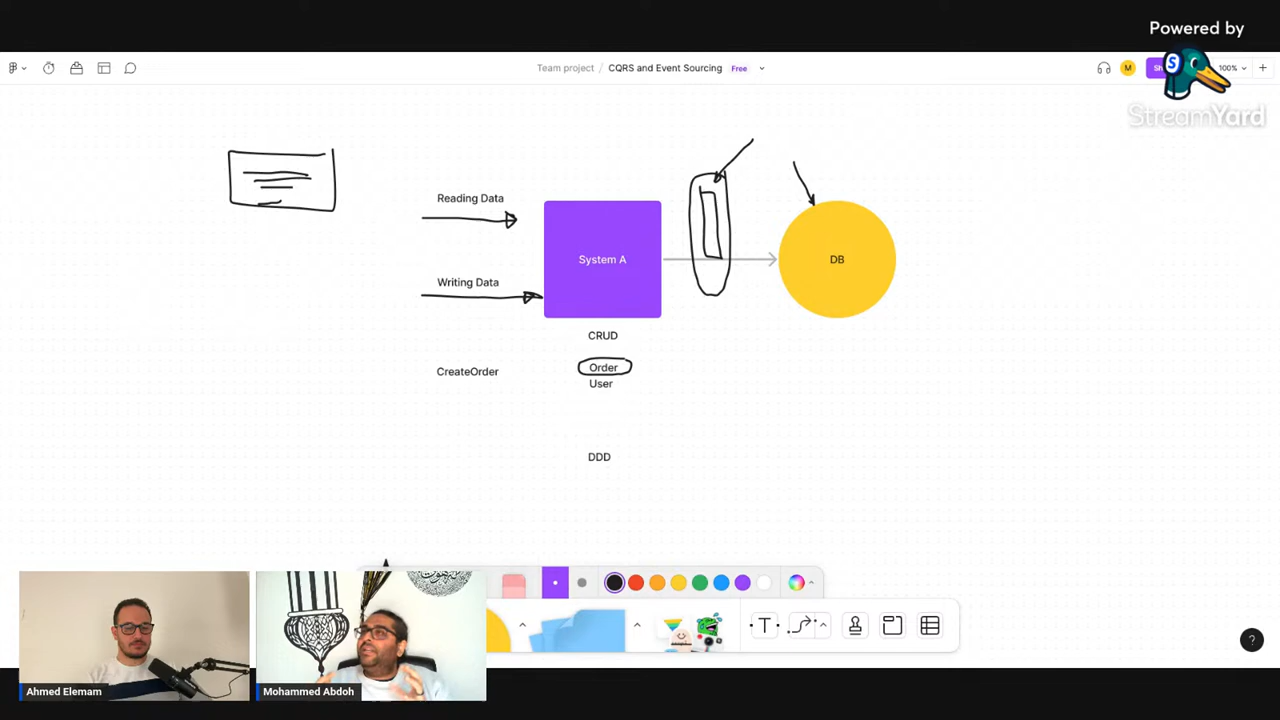 Powered by
StreamYard
Team project / CQRS and Event Sourcing Free
M
100%
Reading Data
Writing Data
System A
DB
CRUD
CreateOrder
Order
User
DDD
T
?
Ahmed Elemam
Mohammed Abdoh